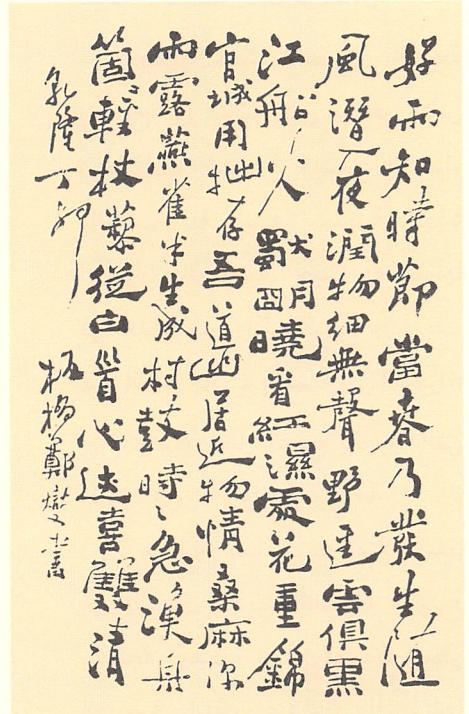 好雨知時節當春乃發生隨
風潛入夜潤物細無聲野逕雲俱黑
江船火獨明曉看紅濕處花重錦
官城用拙存吾道幽居近物情桑麻深
雨露燕雀半生成村鼓時〻急漁舟
箇〻輕杖藜從白首心迹喜雙清
乾隆丁卯
板橋鄭燮書